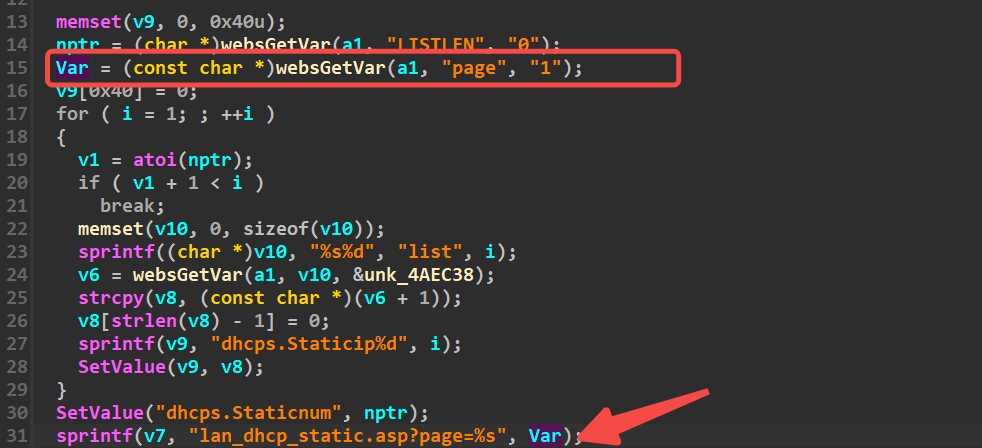 12
13 memset(v9, 0, 0x40u);
14 nptr = (char *)websGetVar(a1, "LISTLEN", "0");
15 Var = (const char *)websGetVar(a1, "page", "1");
16 v9[0x40] = 0;
17 for ( i = 1; ; ++i )
18 {
19 v1 = atoi(nptr);
20 if ( v1 + 1 < i )
21 break;
22 memset(v10, 0, sizeof(v10));
23 sprintf((char *)v10, "%s%d", "list", i);
24 v6 = websGetVar(a1, v10, &unk_4AEC38);
25 strcpy(v8, (const char *)(v6 + 1));
26 v8[strlen(v8) - 1] = 0;
27 sprintf(v9, "dhcps.Staticip%d", i);
28 SetValue(v9, v8);
29 }
30 SetValue("dhcps.Staticnum", nptr);
31 sprintf(v7, "lan_dhcp_static.asp?page=%s", Var);